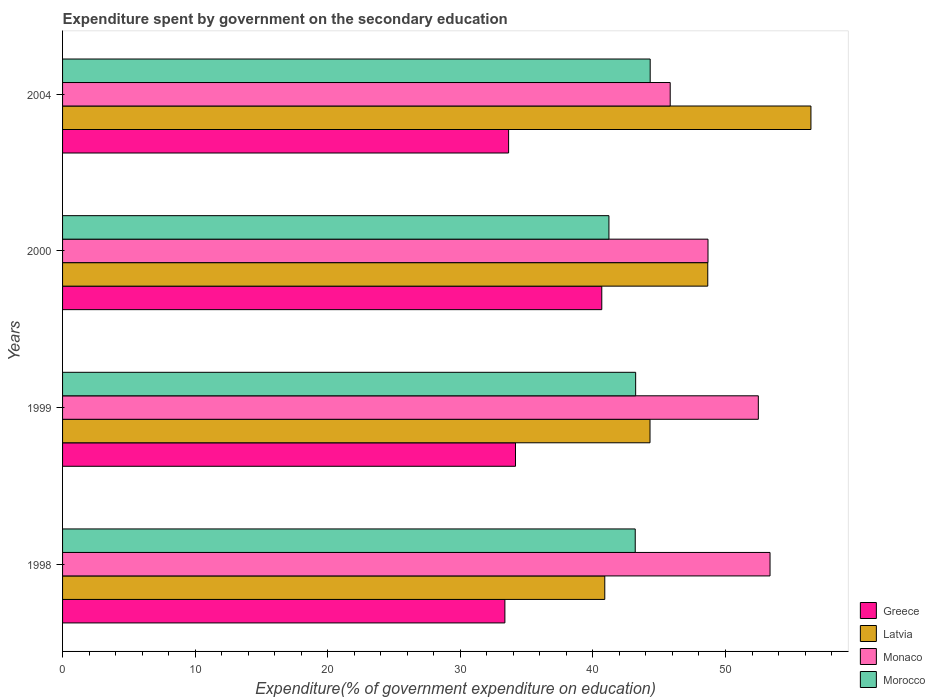 Expenditure spent by government on the secondary education
2004
2000
1999
1998
Years
0
10
20
30
40
50
60
Expenditure(% of government expenditure on education)
Greece
Latvia
Monaco
Morocco